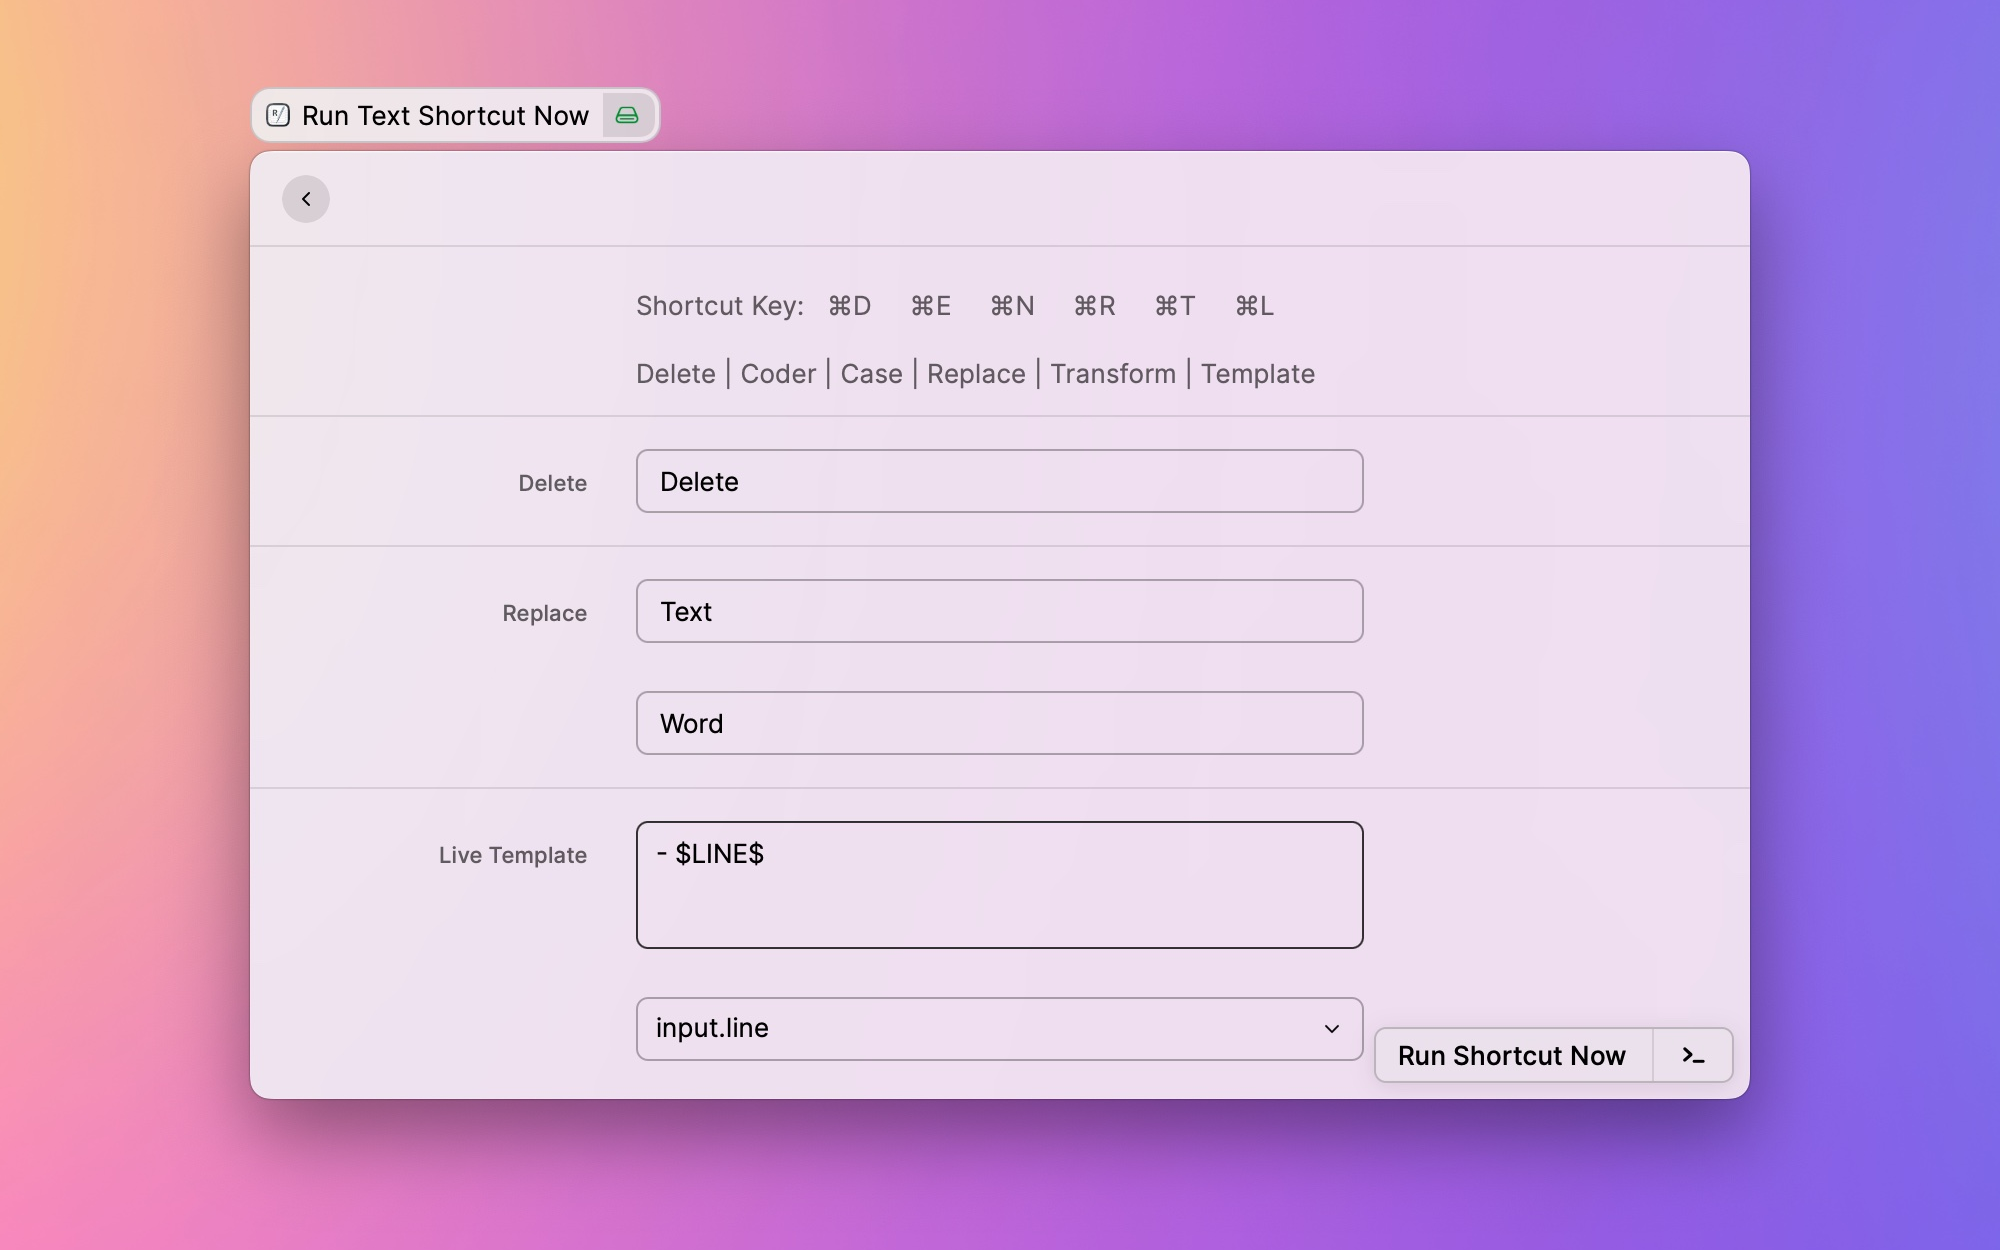 Run Text Shortcut Now
Shortcut Key: ⌘D ⌘E ⌘N ⌘R ⌘T ⌘L
Delete | Coder | Case | Replace | Transform | Template
Delete
Delete
Replace
Text
Word
Live Template
- $LINE$
input.line
Run Shortcut Now